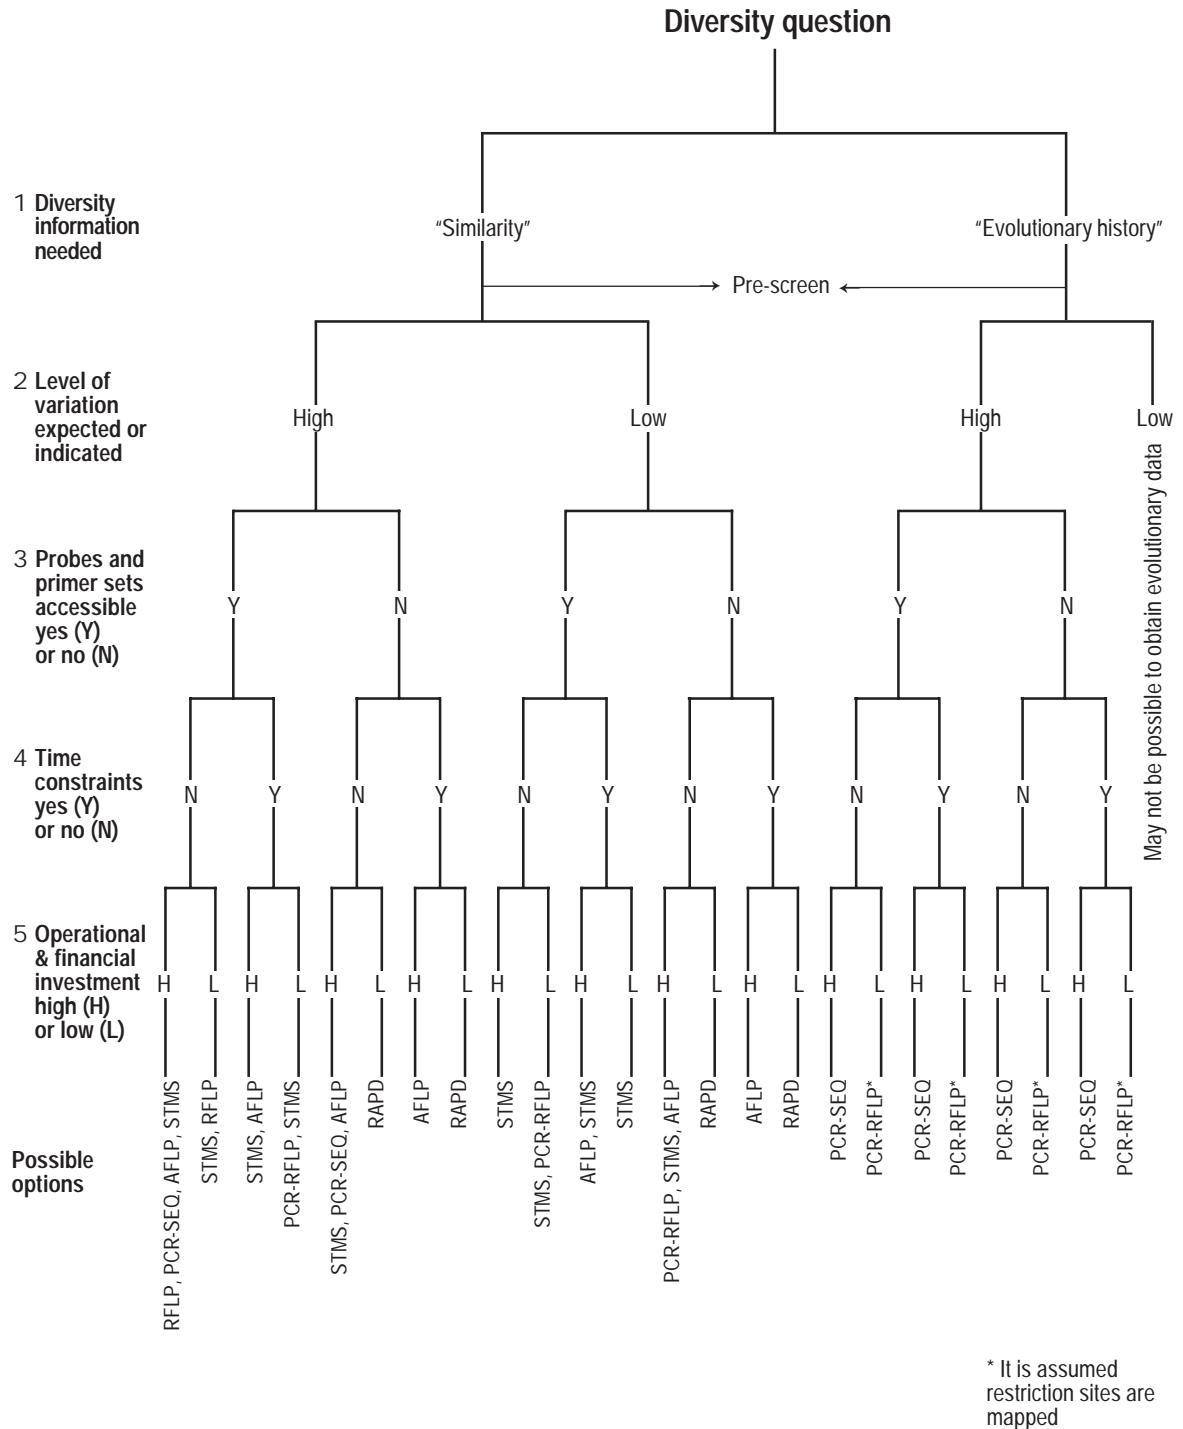 Diversity question
1 Diversity
information
needed
“Similarity”
“Evolutionary history”
Pre-screen
2 Level of
variation
expected or
indicated
High
Low
High
Low
May not be possible to obtain evolutionary data
3 Probes and
primer sets
accessible
yes (Y)
or no (N)
Y
N
Y
N
Y
N
4 Time
constraints
yes (Y)
or no (N)
N
Y
N
Y
N
Y
N
Y
N
Y
N
Y
5 Operational
& financial
investment
high (H)
or low (L)
H
L
H
L
H
L
H
L
H
L
H
L
H
L
H
L
H
L
H
L
H
L
H
L
Possible
options
RFLP, PCR-SEQ, AFLP, STMS
STMS, RFLP
STMS, AFLP
PCR-RFLP, STMS
STMS, PCR-SEQ, AFLP
RAPD
AFLP
RAPD
STMS
STMS, PCR-RFLP
AFLP, STMS
STMS
PCR-RFLP, STMS, AFLP
RAPD
AFLP
RAPD
PCR-SEQ
PCR-RFLP*
PCR-SEQ
PCR-RFLP*
PCR-SEQ
PCR-RFLP*
PCR-SEQ
PCR-RFLP*
* It is assumed
restriction sites are
mapped